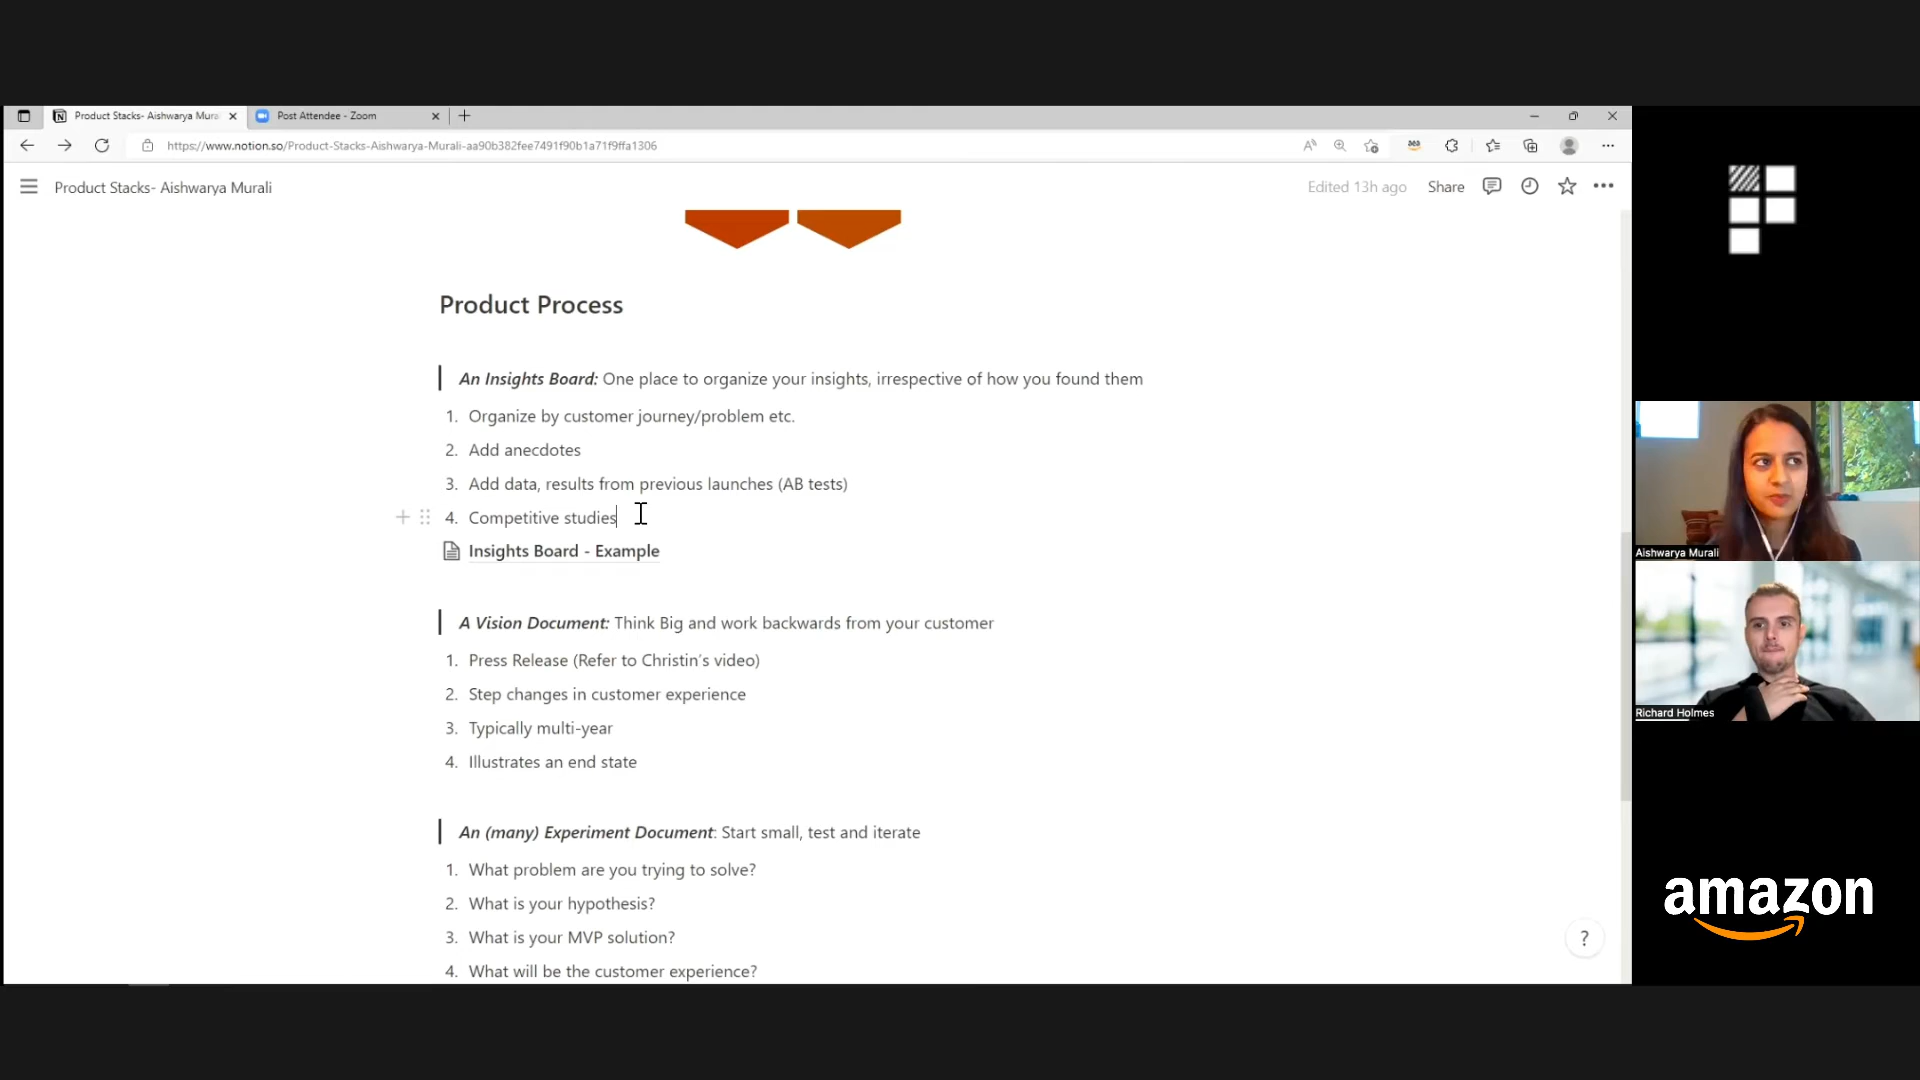 Product Stacks- Aishwarya Mura
Post Attendee - Zoom
https://www.notion.so/Product-Stacks-Aishwarya-Murali-aa90b382fee7491f90b1a71f9ffa1306
Product Stacks- Aishwarya Murali
Edited 13h ago
Share
Product Process
An Insights Board: One place to organize your insights, irrespective of how you found them
1. Organize by customer journey/problem etc.
2. Add anecdotes
3. Add data, results from previous launches (AB tests)
4. Competitive studies
Insights Board - Example
A Vision Document: Think Big and work backwards from your customer
1. Press Release (Refer to Christin's video)
2. Step changes in customer experience
3. Typically multi-year
4. Illustrates an end state
An (many) Experiment Document: Start small, test and iterate
1. What problem are you trying to solve?
2. What is your hypothesis?
3. What is your MVP solution?
4. What will be the customer experience?
?
Aishwarya Murali
Richard Holmes
amazon